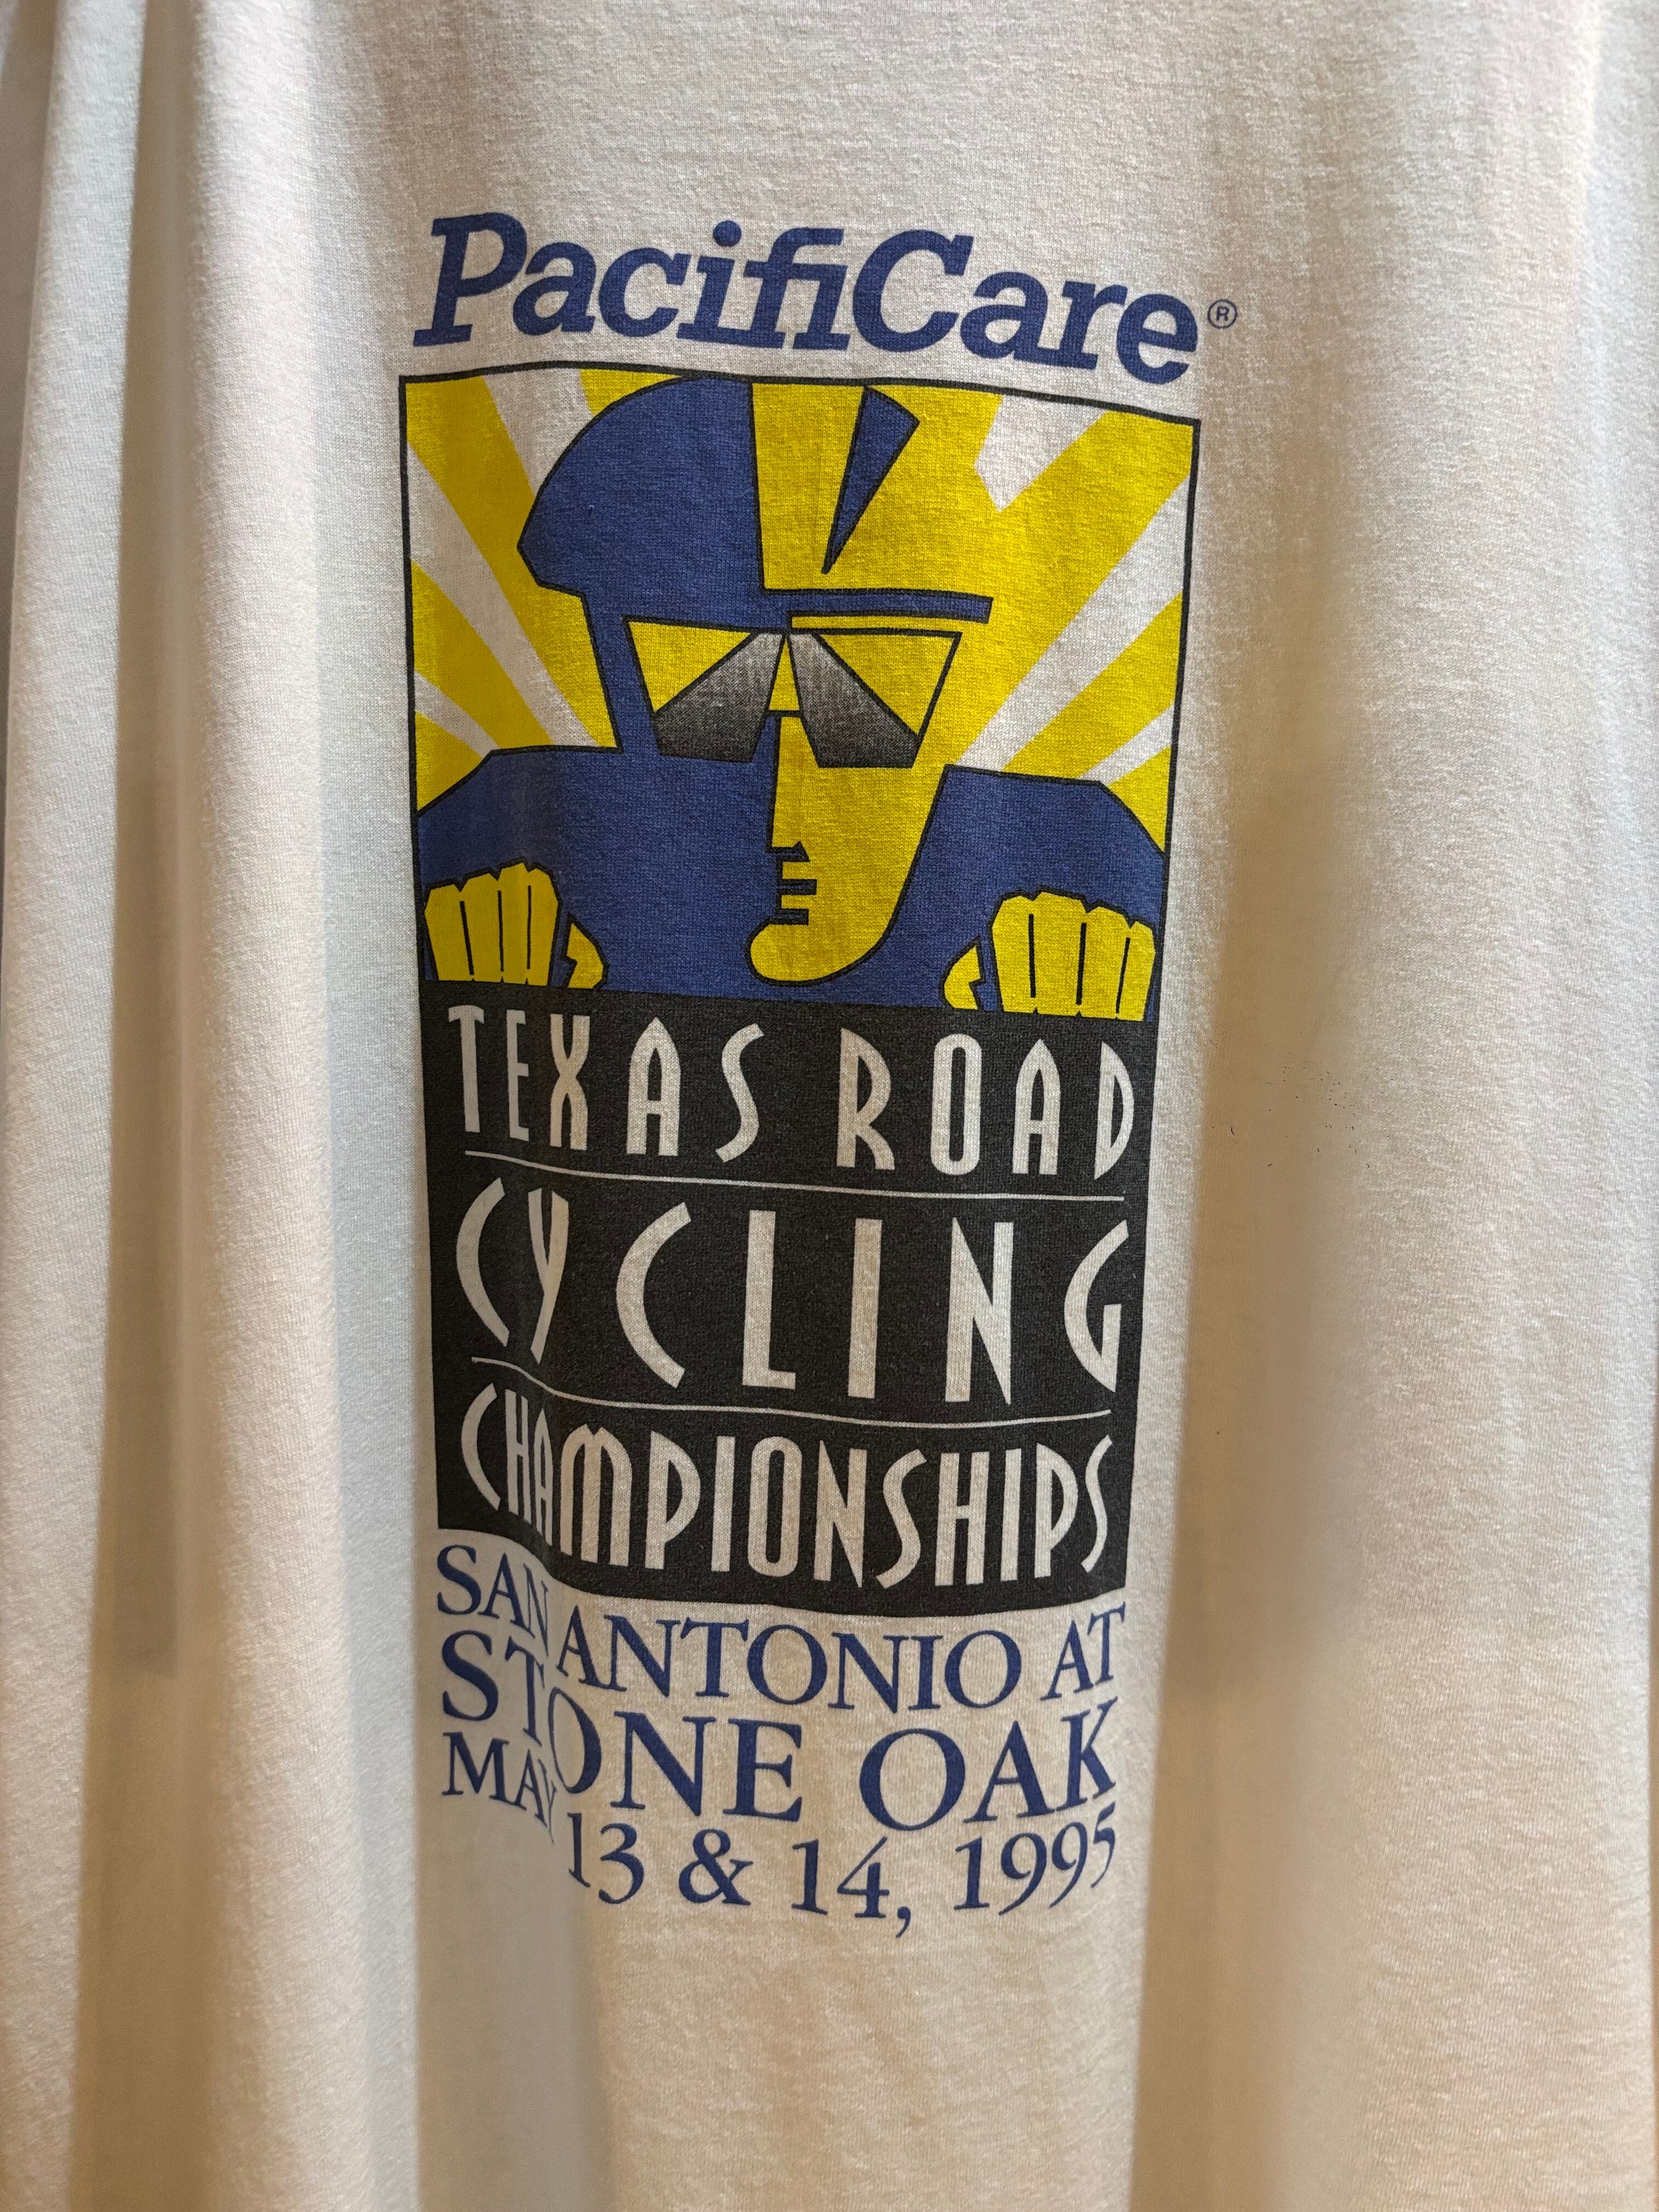 PacifiCare®
TEXAS ROAD
CYCLING
CHAMPIONSHIPS
SAN ANTONIO AT
STONE OAK
MAY 13 & 14, 1995